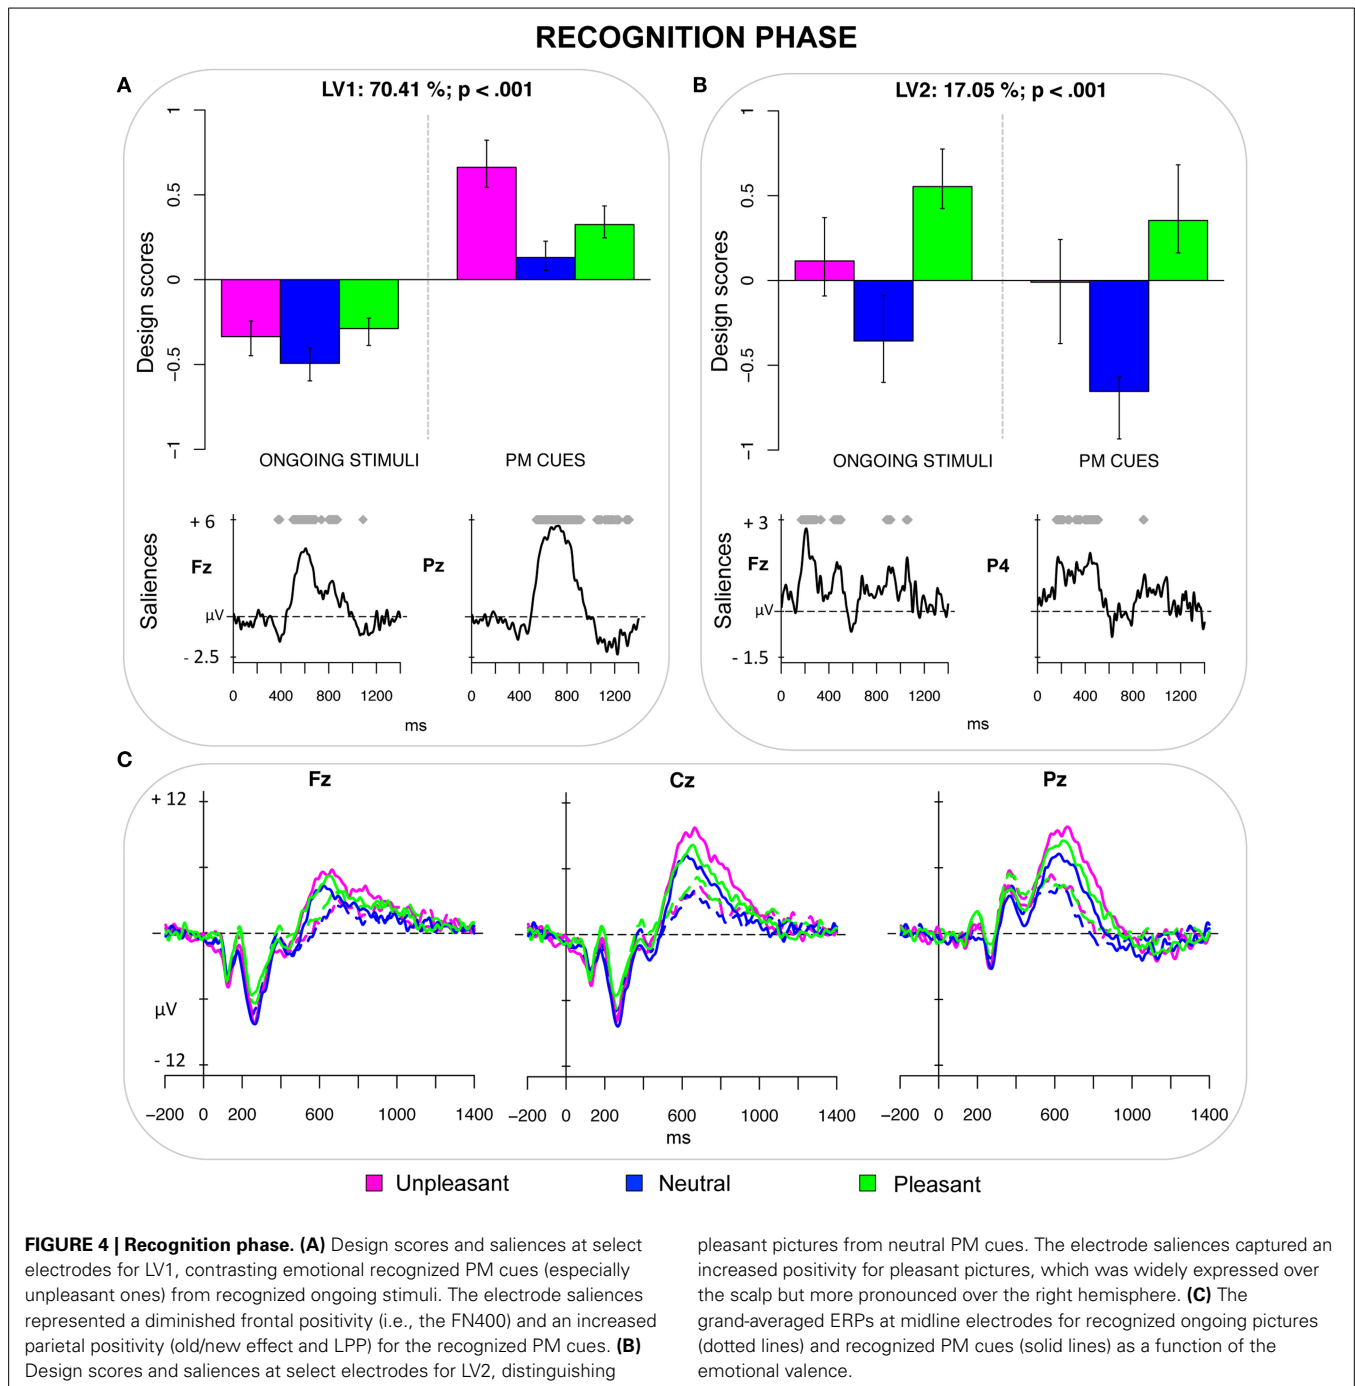 RECOGNITION PHASE
A
LV1: 70.41 %; p < .001
Design scores
1
0.5
0
−0.5
−1
ONGOING STIMULI
PM CUES
Saliences
+ 6
Fz
µV
- 2.5
0
400
800
1200
Pz
0
400
800
1200
ms
B
LV2: 17.05 %; p < .001
Design scores
1
0.5
0
−0.5
−1
ONGOING STIMULI
PM CUES
Saliences
+ 3
Fz
µV
- 1.5
0
400
800
1200
P4
0
400
800
1200
ms
C
Fz
Cz
Pz
+ 12
µV
- 12
−200 0 200 600 1000 1400
−200 0 200 600 1000 1400
−200 0 200 600 1000 1400
ms
Unpleasant
Neutral
Pleasant
FIGURE 4 | Recognition phase. (A) Design scores and saliences at select
electrodes for LV1, contrasting emotional recognized PM cues (especially
unpleasant ones) from recognized ongoing stimuli. The electrode saliences
represented a diminished frontal positivity (i.e., the FN400) and an increased
parietal positivity (old/new effect and LPP) for the recognized PM cues. (B)
Design scores and saliences at select electrodes for LV2, distinguishing
pleasant pictures from neutral PM cues. The electrode saliences captured an
increased positivity for pleasant pictures, which was widely expressed over
the scalp but more pronounced over the right hemisphere. (C) The
grand-averaged ERPs at midline electrodes for recognized ongoing pictures
(dotted lines) and recognized PM cues (solid lines) as a function of the
emotional valence.